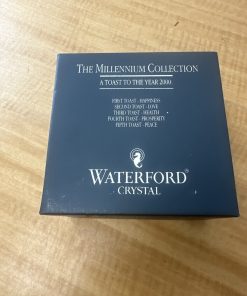 THE MILLENNIUM COLLECTION
A TOAST TO THE YEAR 2000
FIRST TOAST · HAPPINESS
SECOND TOAST · LOVE
THIRD TOAST · HEALTH
FOURTH TOAST · PROSPERITY
FIFTH TOAST · PEACE
WATERFORD®
CRYSTAL